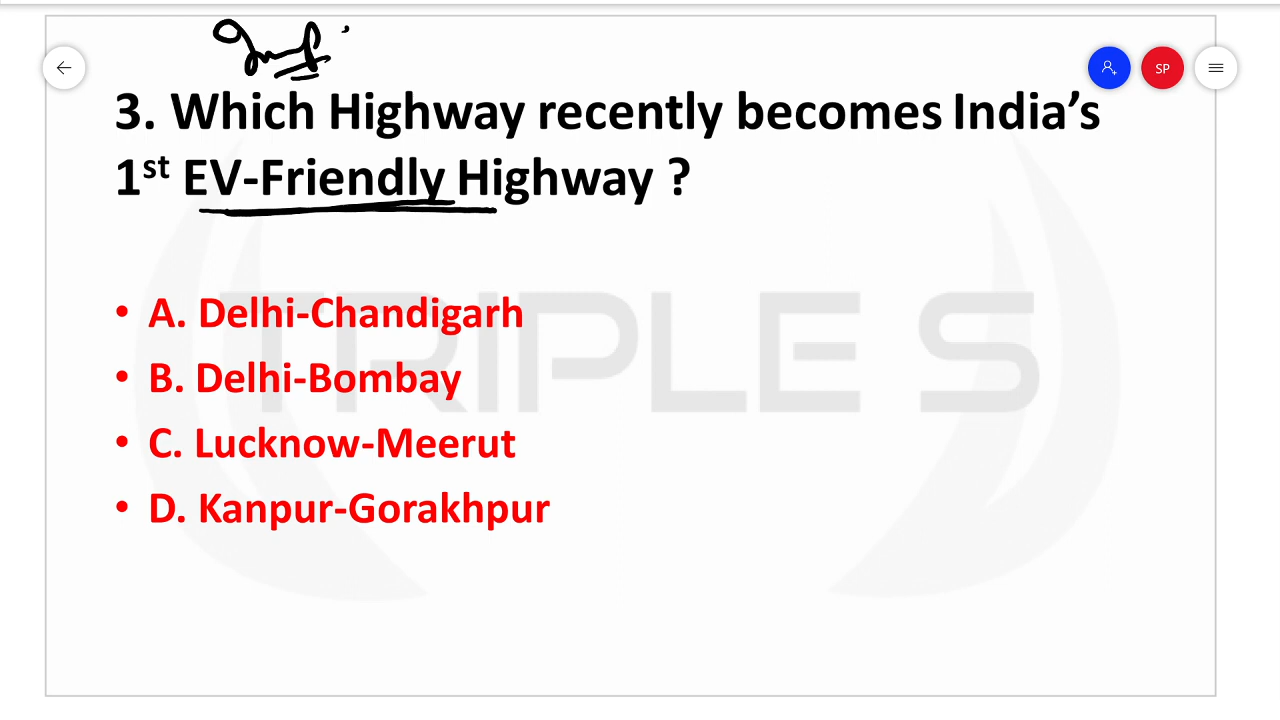 SP
3. Which Highway recently becomes India's
1st EV-Friendly Highway ?
• A. Delhi-Chandigarh
• B. Delhi-Bombay
• C. Lucknow-Meerut
• D. Kanpur-Gorakhpur
TRIPLE S